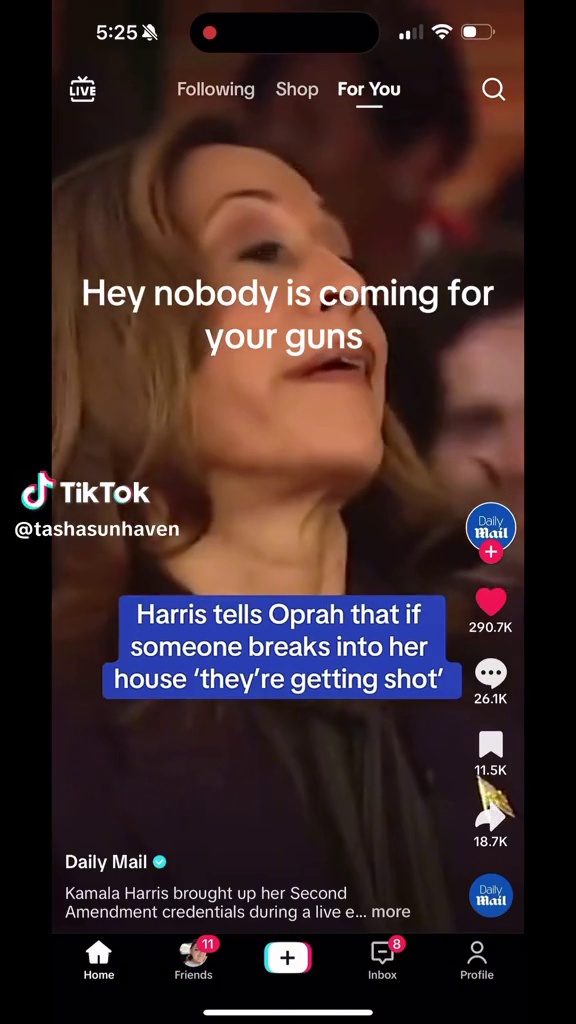 5:25
LIVE
Following Shop For You
Hey nobody is coming for
your guns
TikTok
@tashasunhaven
Daily
Mail
290.7K
Harris tells Oprah that if
someone breaks into her
house ‘they’re getting shot’
26.1K
11.5K
18.7K
Daily Mail
Kamala Harris brought up her Second
Amendment credentials during a live e... more
Daily
Mail
11
8
Home Friends Inbox Profile